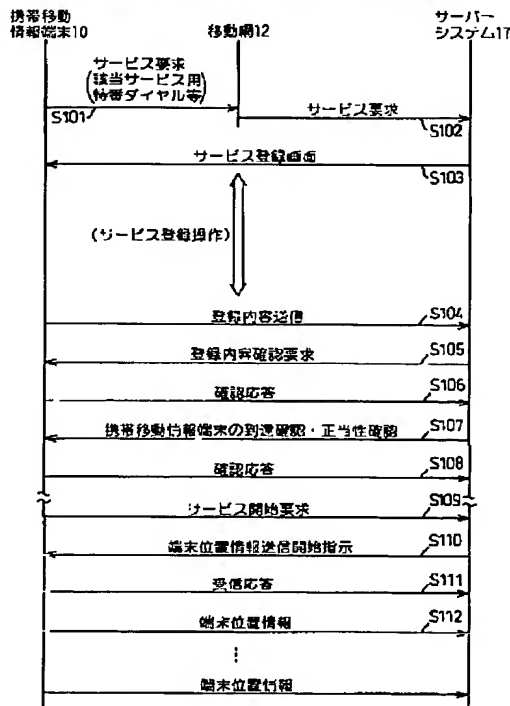 携帯移動
情報端末10
移動網12
サーバー
システム17
サービス要求
(該当サービス用
特番ダイヤル等)
S101
サービス要求
S102
サービス登録画面
S103
(サービス登録操作)
登録内容送信
S104
登録内容確認要求
S105
確認応答
S106
携帯移動情報端末の到達確認・正当性確認
S107
確認応答
S108
サービス開始要求
S109
端末位置情報送信開始指示
S110
受信応答
S111
端末位置情報
S112
⋮
端末位置情報